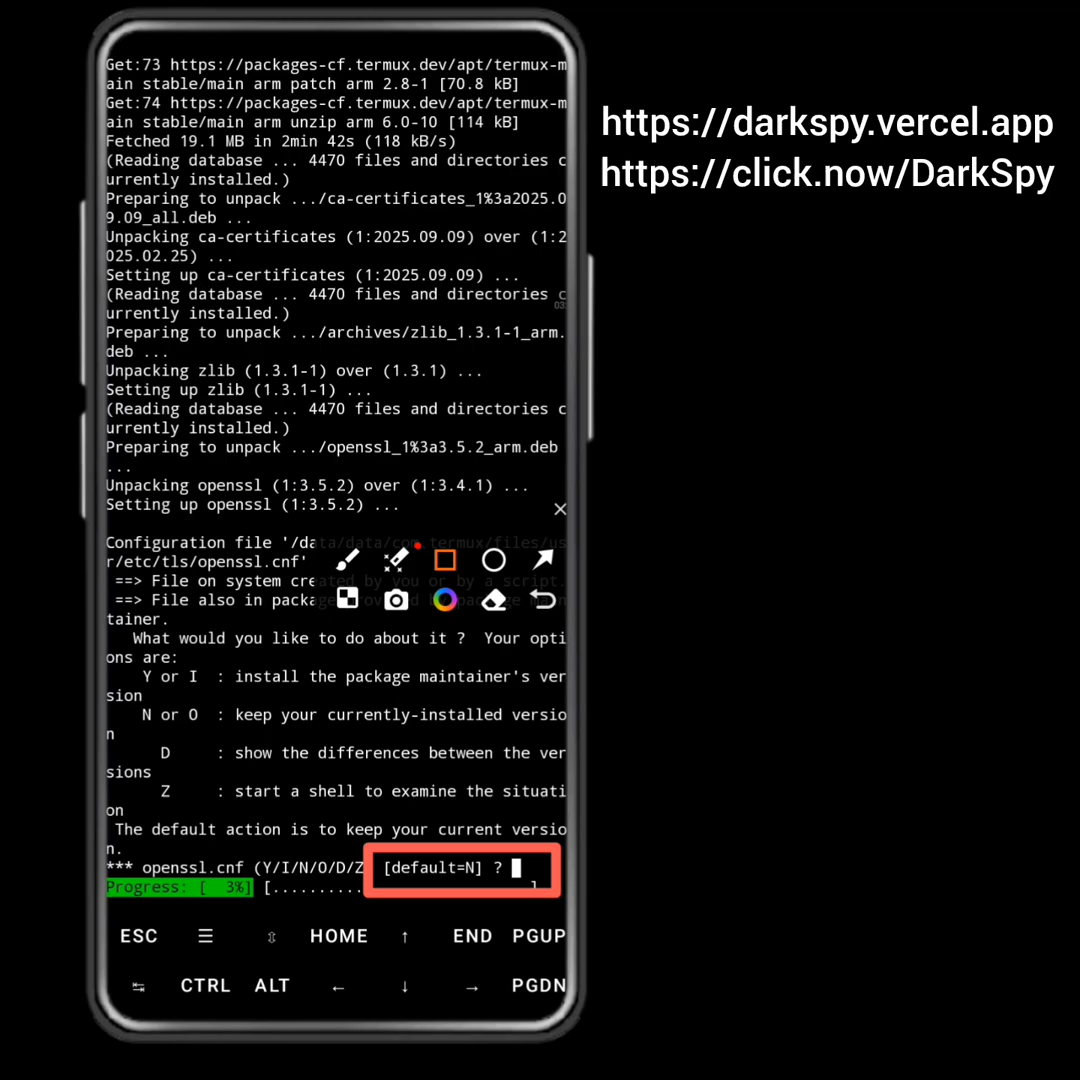 Get:73 https://packages-cf.termux.dev/apt/termux-m
ain stable/main arm patch arm 2.8-1 [70.8 kB]
Get:74 https://packages-cf.termux.dev/apt/termux-m
ain stable/main arm unzip arm 6.0-10 [114 kB]
Fetched 19.1 MB in 2min 42s (118 kB/s)
(Reading database ... 4470 files and directories c
urrently installed.)
Preparing to unpack .../ca-certificates_1%3a2025.0
9.09_all.deb ...
Unpacking ca-certificates (1:2025.09.09) over (1:2
025.02.25) ...
Setting up ca-certificates (1:2025.09.09) ...
(Reading database ... 4470 files and directories c
urrently installed.)
Preparing to unpack .../archives/zlib_1.3.1-1_arm.
deb ...
Unpacking zlib (1.3.1-1) over (1.3.1) ...
Setting up zlib (1.3.1-1) ...
(Reading database ... 4470 files and directories c
urrently installed.)
Preparing to unpack .../openssl_1%3a3.5.2_arm.deb
...
Unpacking openssl (1:3.5.2) over (1:3.4.1) ...
Setting up openssl (1:3.5.2) ...
Configuration file '/data/data/com.termux/files/us
r/etc/tls/openssl.cnf'
==> File on system created by you or by a script.
==> File also in package provided by package main
tainer.
What would you like to do about it ? Your opti
ons are:
Y or I : install the package maintainer's ver
sion
N or O : keep your currently-installed versio
n
D : show the differences between the ver
sions
Z : start a shell to examine the situati
on
The default action is to keep your current versio
n.
*** openssl.cnf (Y/I/N/O/D/Z [default=N] ?
Progress: [ 3%] [.......... ]
ESC ☰ ⇳ HOME ↑ END PGUP
↹ CTRL ALT ← ↓ → PGDN
https://darkspy.vercel.app
https://click.now/DarkSpy